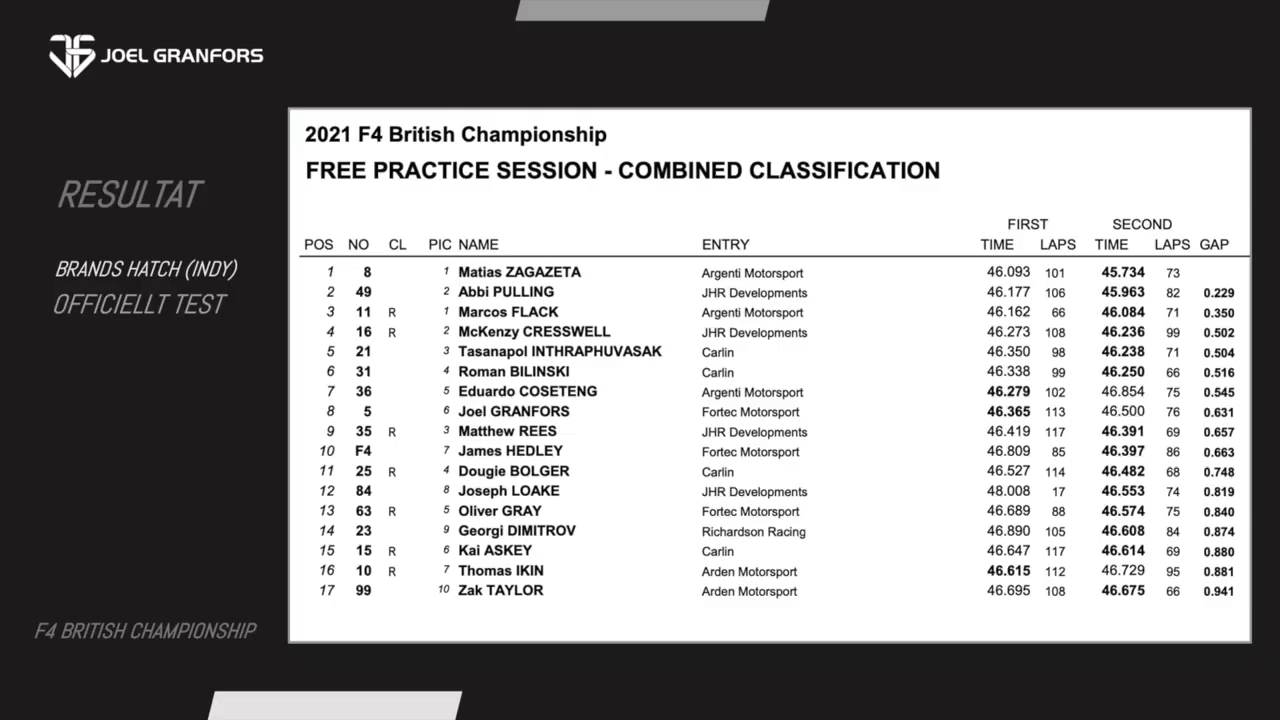 JOEL GRANFORS
RESULTAT
BRANDS HATCH (INDY)
OFFICIELLT TEST
F4 BRITISH CHAMPIONSHIP
2021 F4 British Championship
FREE PRACTICE SESSION - COMBINED CLASSIFICATION
FIRST SECOND
POS NO CL PIC NAME ENTRY TIME LAPS TIME LAPS GAP
1 8 1 Matias ZAGAZETA Argenti Motorsport 46.093 101 45.734 73
2 49 2 Abbi PULLING JHR Developments 46.177 106 45.963 82 0.229
3 11 R 1 Marcos FLACK Argenti Motorsport 46.162 66 46.084 71 0.350
4 16 R 2 McKenzy CRESSWELL JHR Developments 46.273 108 46.236 99 0.502
5 21 3 Tasanapol INTHRAPHUVASAK Carlin 46.350 98 46.238 71 0.504
6 31 4 Roman BILINSKI Carlin 46.338 99 46.250 66 0.516
7 36 5 Eduardo COSETENG Argenti Motorsport 46.279 102 46.854 75 0.545
8 5 6 Joel GRANFORS Fortec Motorsport 46.365 113 46.500 76 0.631
9 35 R 3 Matthew REES JHR Developments 46.419 117 46.391 69 0.657
10 F4 7 James HEDLEY Fortec Motorsport 46.809 85 46.397 86 0.663
11 25 R 4 Dougie BOLGER Carlin 46.527 114 46.482 68 0.748
12 84 8 Joseph LOAKE JHR Developments 48.008 17 46.553 74 0.819
13 63 R 5 Oliver GRAY Fortec Motorsport 46.689 88 46.574 75 0.840
14 23 9 Georgi DIMITROV Richardson Racing 46.890 105 46.608 84 0.874
15 15 R 6 Kai ASKEY Carlin 46.647 117 46.614 69 0.880
16 10 R 7 Thomas IKIN Arden Motorsport 46.615 112 46.729 95 0.881
17 99 10 Zak TAYLOR Arden Motorsport 46.695 108 46.675 66 0.941